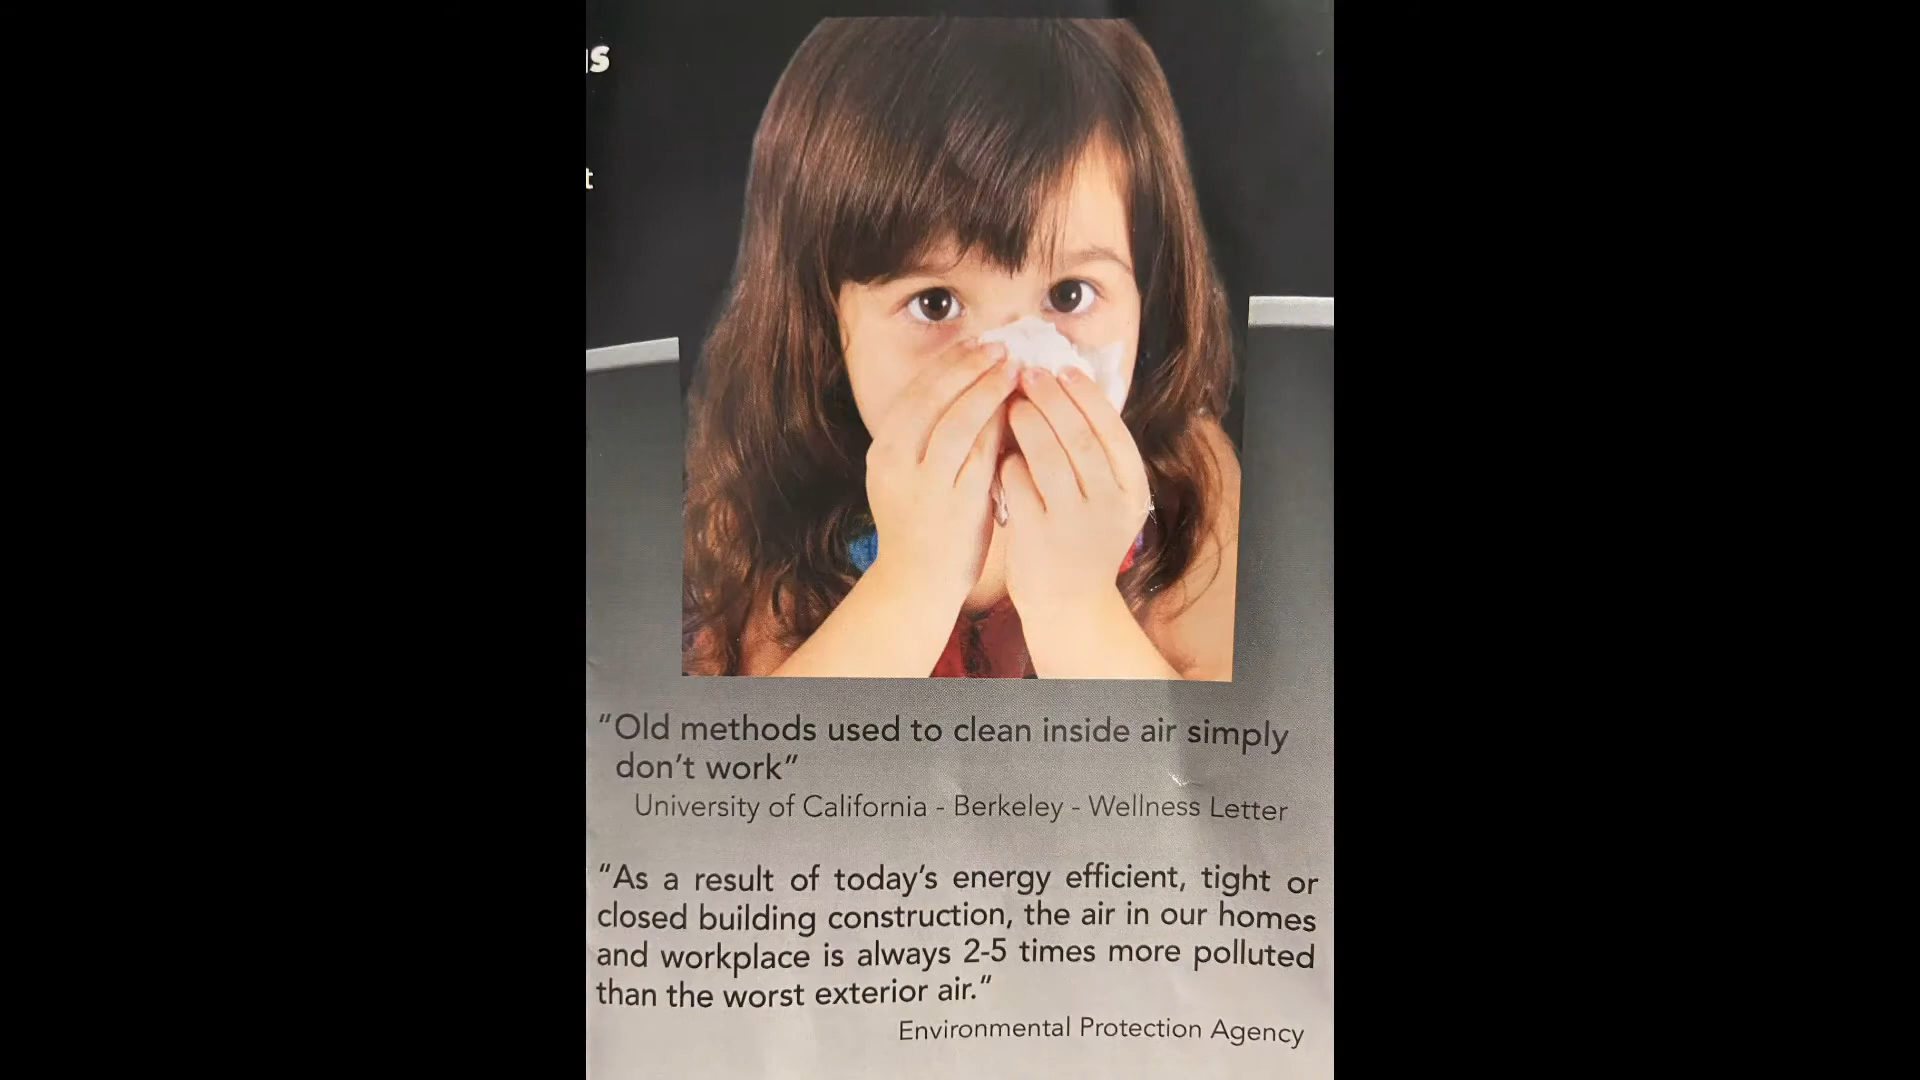 s
t
“Old methods used to clean inside air simply
don’t work”
University of California - Berkeley - Wellness Letter
“As a result of today’s energy efficient, tight or
closed building construction, the air in our homes
and workplace is always 2-5 times more polluted
than the worst exterior air.”
Environmental Protection Agency